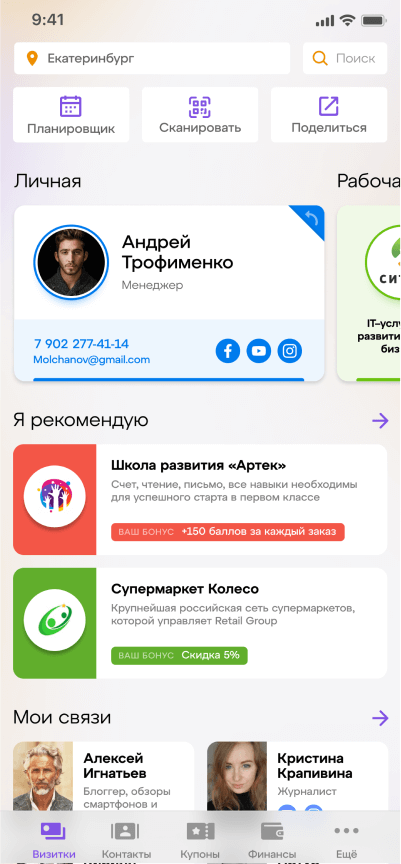 9:41
Екатеринбург
Поиск
Планировщик
Сканировать
Поделиться
Личная
Рабоча
Андрей
Трофименко
Менеджер
7 902 277-41-14
Molchanov@gmail.com
СИТ
IT-усл
развити
биз
Я рекомендую
Школа развития «Артек»
Счет, чтение, письмо, все навыки необходимы
для успешного старта в первом классе
ВАШ БОНУС +150 баллов за каждый заказ
Супермаркет Колесо
Крупнейшая российская сеть супермаркетов,
которой управляет Retail Group
ВАШ БОНУС Скидка 5%
Мои связи
Алексей
Игнатьев
Блоггер, обзоры
смартфонов и
Кристина
Крапивина
Журналист
Визитки
Контакты
Купоны
Финансы
Ещё